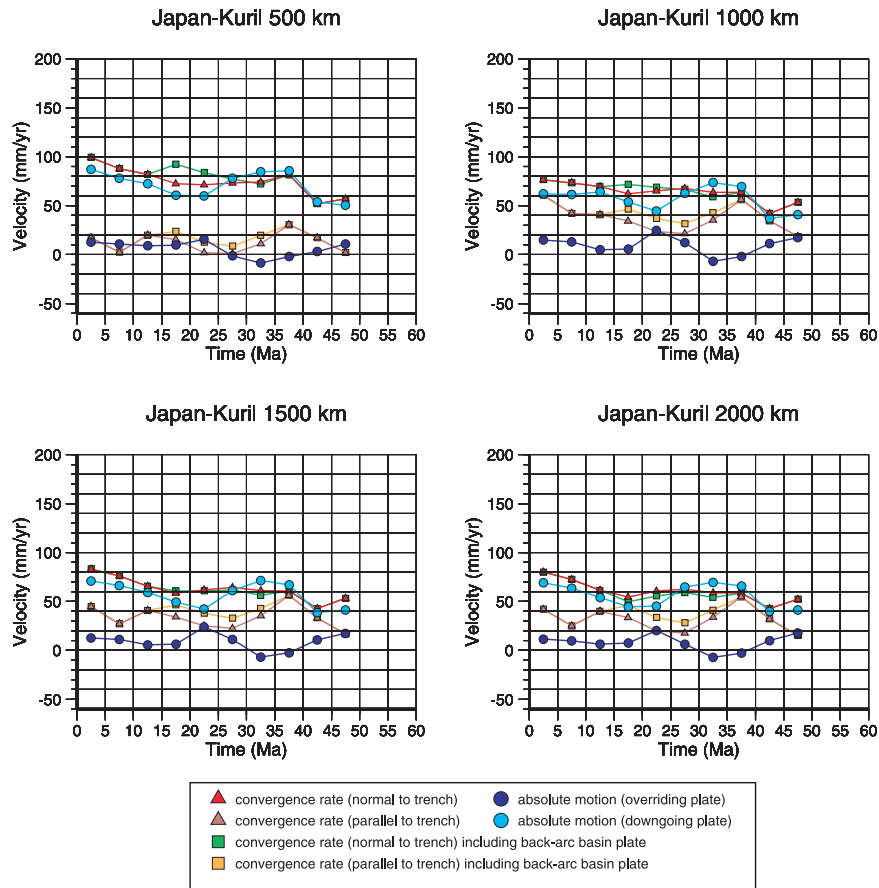 Japan-Kuril 500 km
200
150
100
50
0
-50
Velocity (mm/yr)
0 5 10 15 20 25 30 35 40 45 50 55 60
Time (Ma)
Japan-Kuril 1000 km
200
150
100
50
0
-50
Velocity (mm/yr)
0 5 10 15 20 25 30 35 40 45 50 55 60
Time (Ma)
Japan-Kuril 1500 km
200
150
100
50
0
-50
Velocity (mm/yr)
0 5 10 15 20 25 30 35 40 45 50 55 60
Time (Ma)
Japan-Kuril 2000 km
200
150
100
50
0
-50
Velocity (mm/yr)
0 5 10 15 20 25 30 35 40 45 50 55 60
Time (Ma)
convergence rate (normal to trench)
absolute motion (overriding plate)
convergence rate (parallel to trench)
absolute motion (downgoing plate)
convergence rate (normal to trench) including back-arc basin plate
convergence rate (parallel to trench) including back-arc basin plate